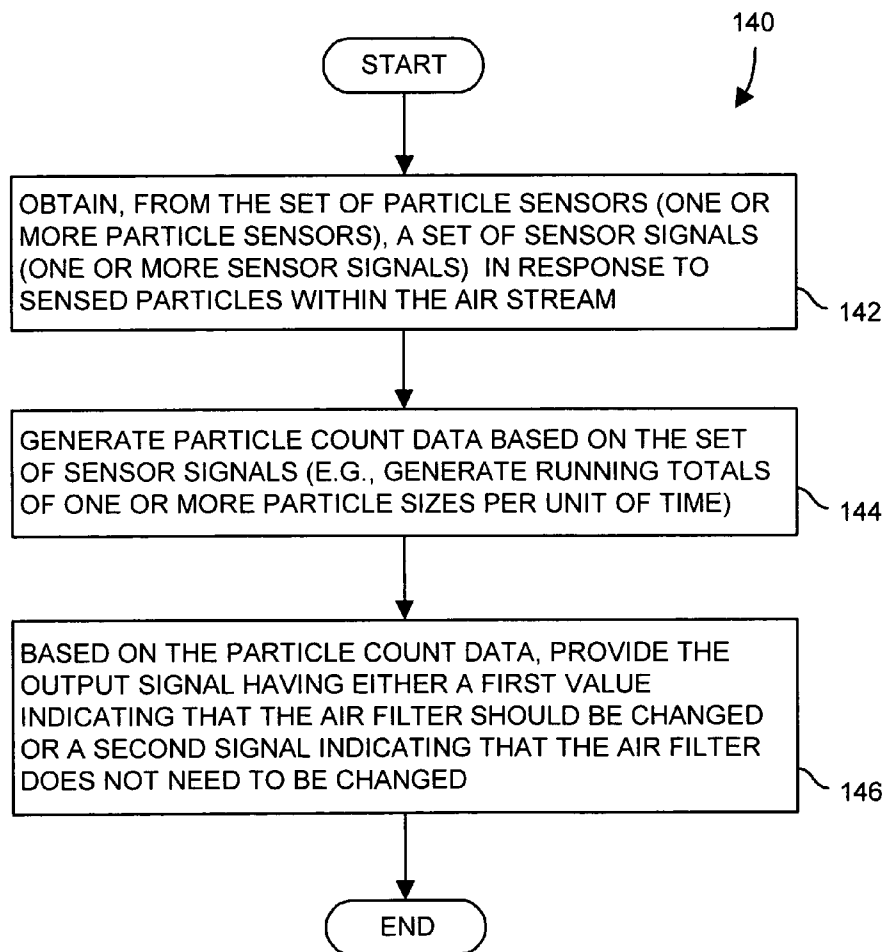 140
START
OBTAIN, FROM THE SET OF PARTICLE SENSORS (ONE OR
MORE PARTICLE SENSORS), A SET OF SENSOR SIGNALS
(ONE OR MORE SENSOR SIGNALS) IN RESPONSE TO
SENSED PARTICLES WITHIN THE AIR STREAM
142
GENERATE PARTICLE COUNT DATA BASED ON THE SET
OF SENSOR SIGNALS (E.G., GENERATE RUNNING TOTALS
OF ONE OR MORE PARTICLE SIZES PER UNIT OF TIME)
144
BASED ON THE PARTICLE COUNT DATA, PROVIDE THE
OUTPUT SIGNAL HAVING EITHER A FIRST VALUE
INDICATING THAT THE AIR FILTER SHOULD BE CHANGED
OR A SECOND SIGNAL INDICATING THAT THE AIR FILTER
DOES NOT NEED TO BE CHANGED
146
END